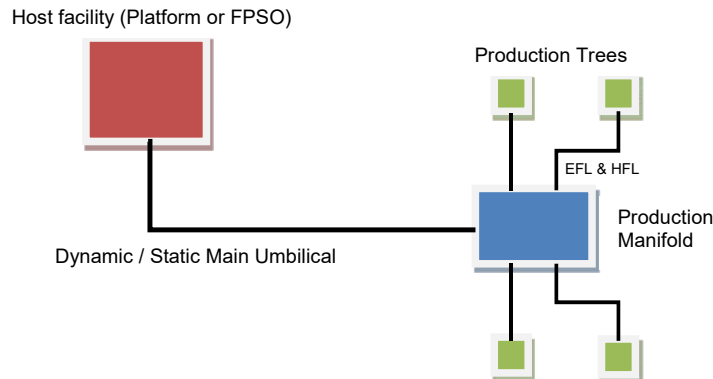 Host facility (Platform or FPSO)
Production Trees
EFL & HFL
Production
Manifold
Dynamic / Static Main Umbilical